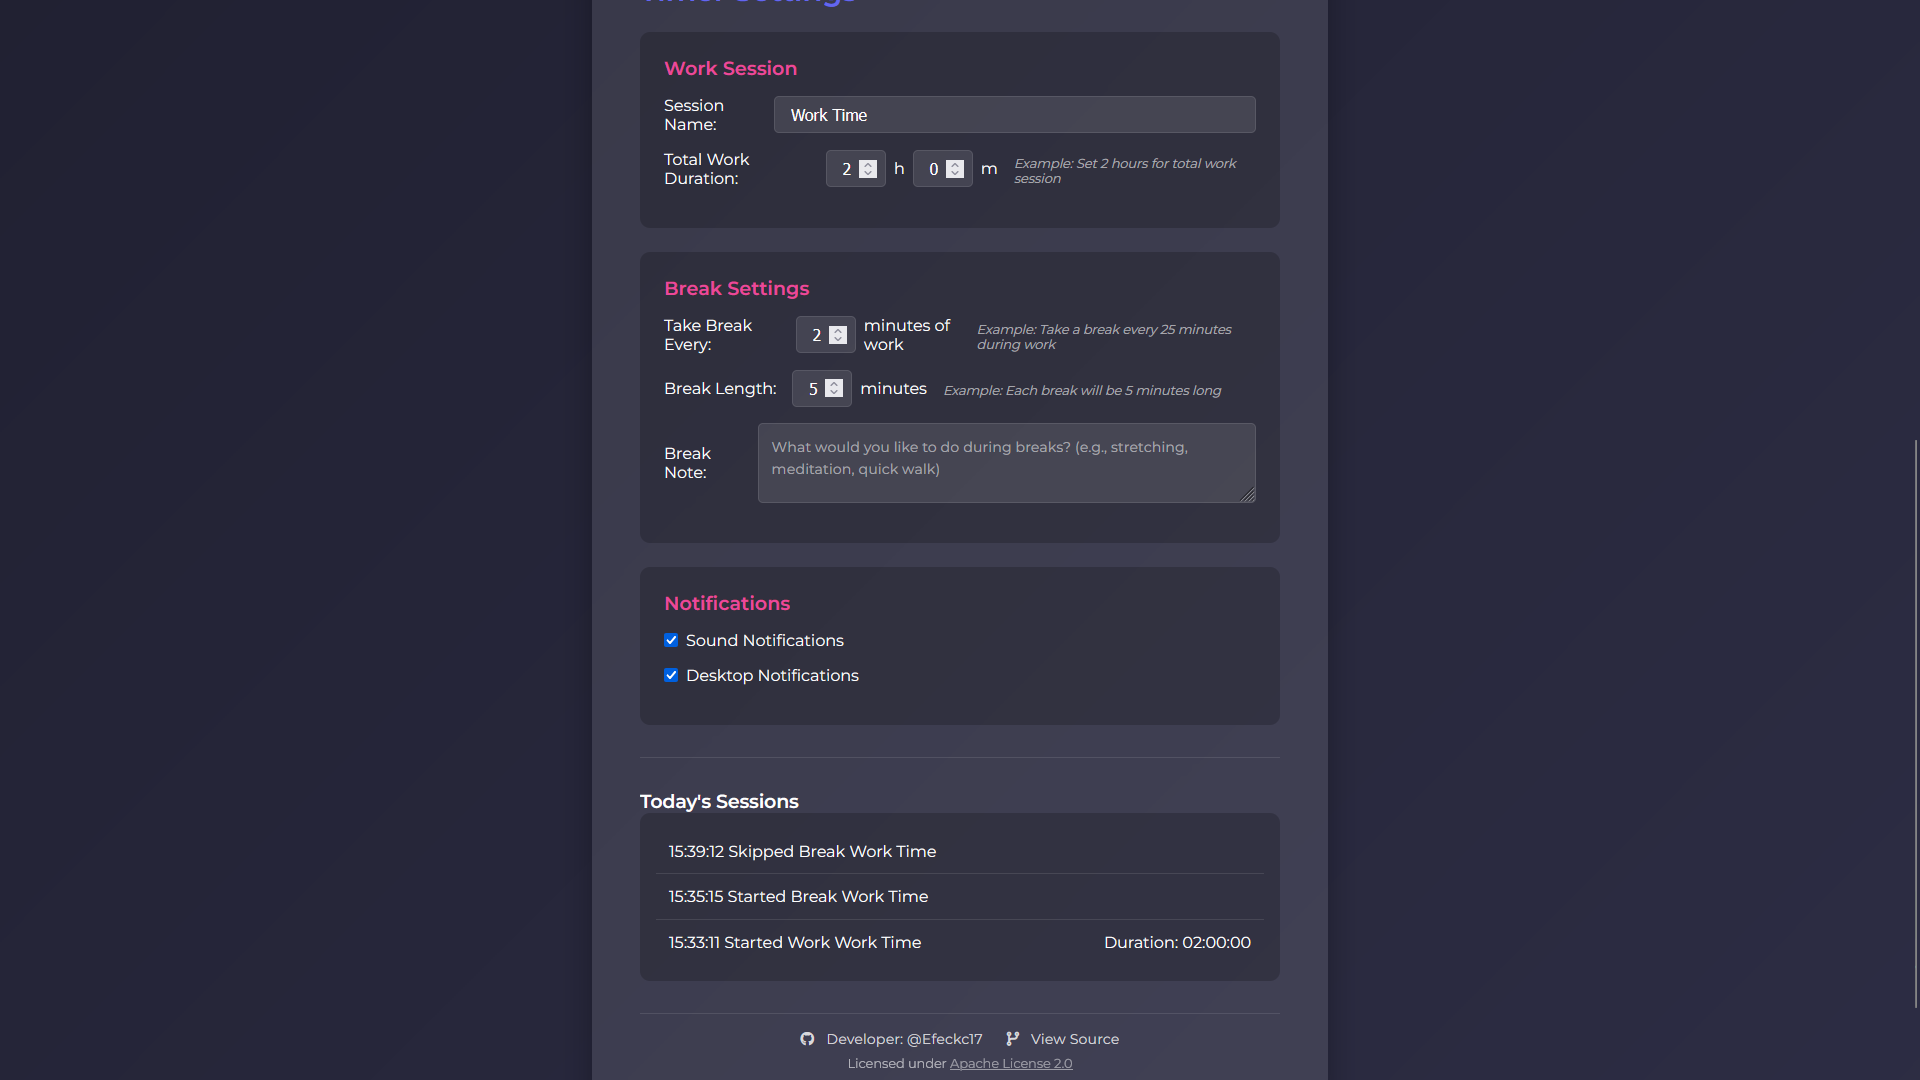 Timer Settings
Work Session
Session
Name:
Work Time
Total Work
Duration:
2 h 0 m
Example: Set 2 hours for total work
session
Break Settings
Take Break
Every:
2
minutes of
work
Example: Take a break every 25 minutes
during work
Break Length: 5 minutes Example: Each break will be 5 minutes long
Break
Note:
What would you like to do during breaks? (e.g., stretching,
meditation, quick walk)
Notifications
Sound Notifications
Desktop Notifications
Today's Sessions
15:39:12 Skipped Break Work Time
15:35:15 Started Break Work Time
15:33:11 Started Work Work Time Duration: 02:00:00
Developer: @Efeckc17 View Source
Licensed under Apache License 2.0